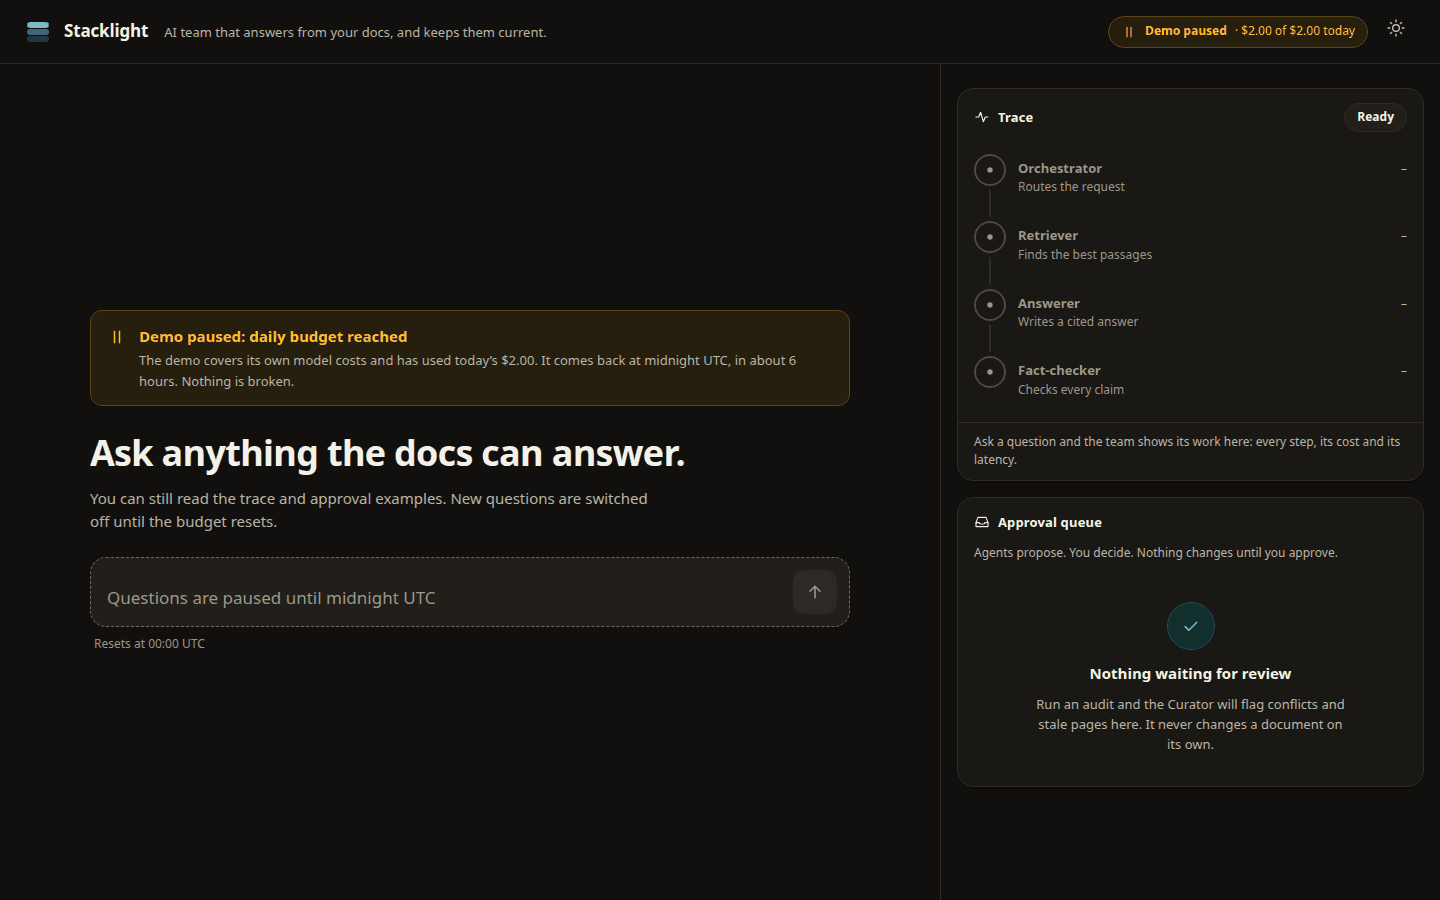 Stacklight
AI team that answers from your docs, and keeps them current.
Demo paused · $2.00 of $2.00 today
Demo paused: daily budget reached
The demo covers its own model costs and has used today’s $2.00. It comes back at midnight UTC, in about 6
hours. Nothing is broken.
Ask anything the docs can answer.
You can still read the trace and approval examples. New questions are switched
off until the budget resets.
Questions are paused until midnight UTC
Resets at 00:00 UTC
Trace
Ready
Orchestrator –
Routes the request
Retriever –
Finds the best passages
Answerer –
Writes a cited answer
Fact-checker –
Checks every claim
Ask a question and the team shows its work here: every step, its cost and its
latency.
Approval queue
Agents propose. You decide. Nothing changes until you approve.
Nothing waiting for review
Run an audit and the Curator will flag conflicts and
stale pages here. It never changes a document on
its own.